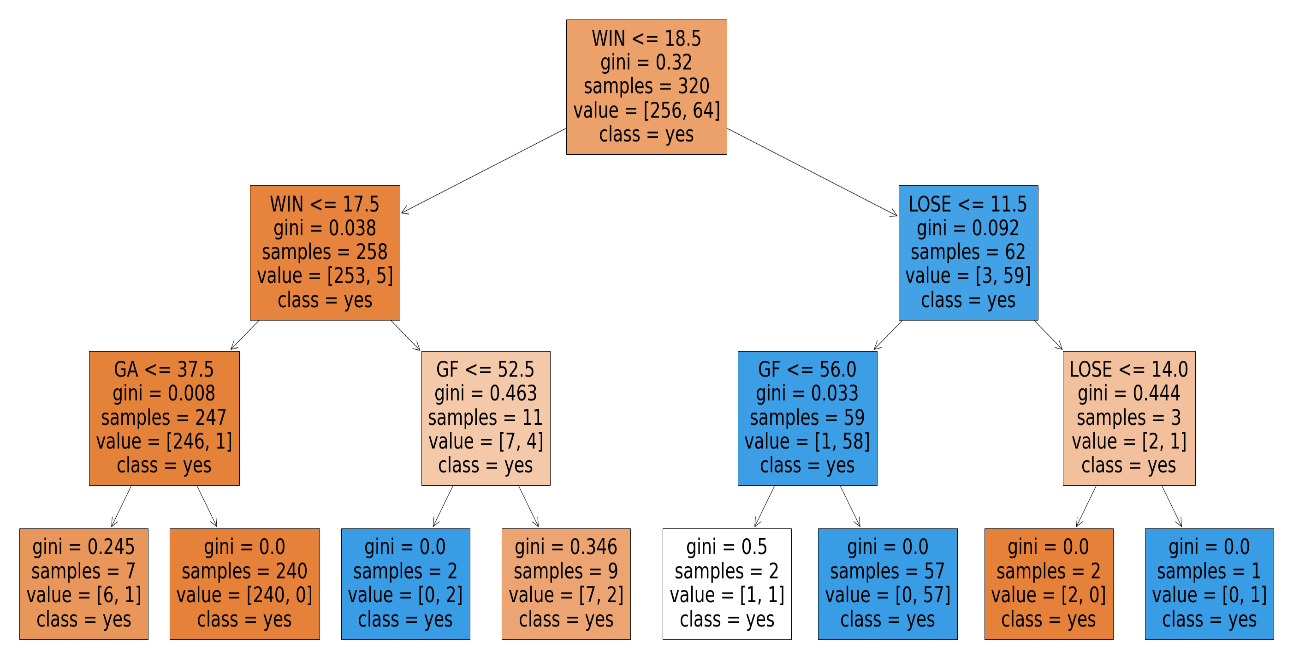 WIN <= 18.5
gini = 0.32
samples = 320
value = [256, 64]
class = yes
WIN <= 17.5
gini = 0.038
samples = 258
value = [253, 5]
class = yes
LOSE <= 11.5
gini = 0.092
samples = 62
value = [3, 59]
class = yes
GA <= 37.5
gini = 0.008
samples = 247
value = [246, 1]
class = yes
GF <= 52.5
gini = 0.463
samples = 11
value = [7, 4]
class = yes
GF <= 56.0
gini = 0.033
samples = 59
value = [1, 58]
class = yes
LOSE <= 14.0
gini = 0.444
samples = 3
value = [2, 1]
class = yes
gini = 0.245
samples = 7
value = [6, 1]
class = yes
gini = 0.0
samples = 240
value = [240, 0]
class = yes
gini = 0.0
samples = 2
value = [0, 2]
class = yes
gini = 0.346
samples = 9
value = [7, 2]
class = yes
gini = 0.5
samples = 2
value = [1, 1]
class = yes
gini = 0.0
samples = 57
value = [0, 57]
class = yes
gini = 0.0
samples = 2
value = [2, 0]
class = yes
gini = 0.0
samples = 1
value = [0, 1]
class = yes